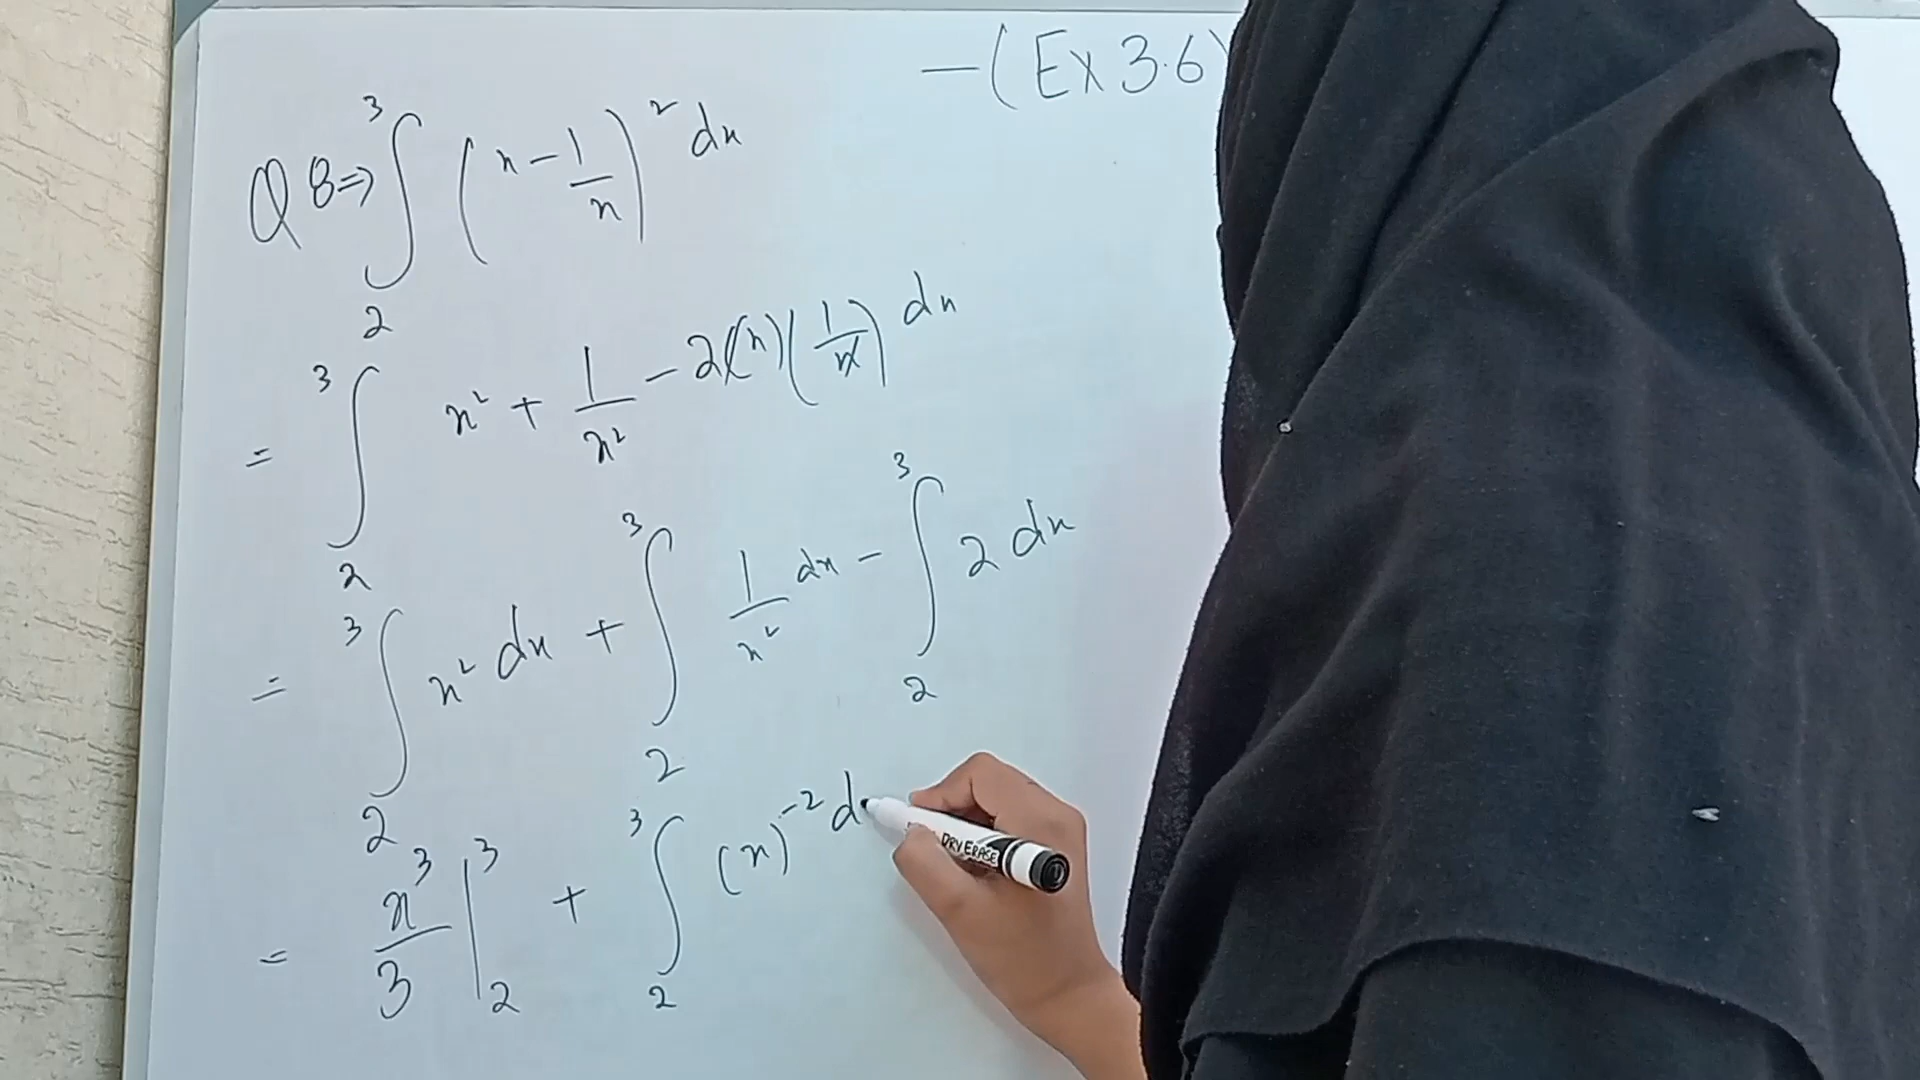 -(Ex 3.6)
Q8⇒ ∫₂³ (x - 1/x)² dx
= ∫₂³ x² + 1/x² - 2(x)(1/x) dx
= ∫₂³ x² dx + ∫₂³ 1/x² dx - ∫₂³ 2 dx
= x³/3 |₂³ + ∫₂³ (x)⁻² d
DRY ERASE